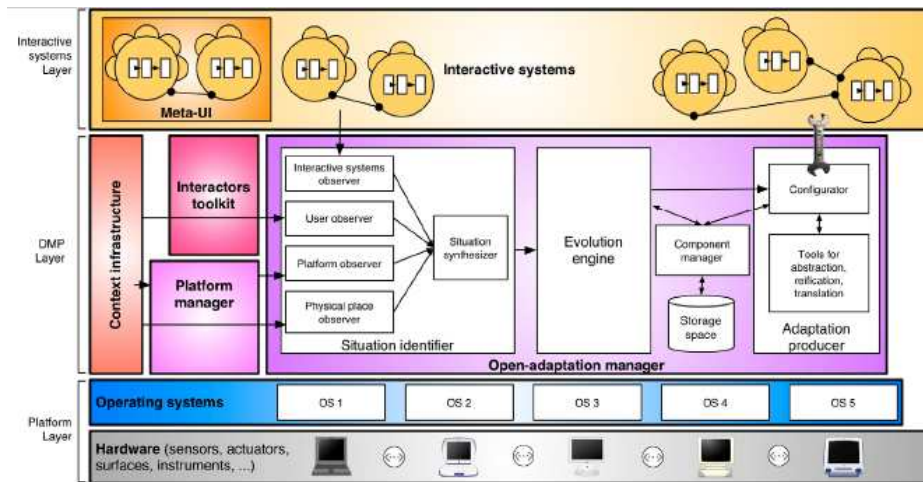 Interactive
systems
Layer
Meta-UI
Interactive systems
DMP
Layer
Context infrastructure
Interactors
toolkit
Platform
manager
Interactive systems
observer
User observer
Platform observer
Physical place
observer
Situation
synthesizer
Situation identifier
Evolution
engine
Component
manager
Storage
space
Configurator
Tools for
abstraction,
reification,
translation
Adaptation
producer
Open-adaptation manager
Platform
Layer
Operating systems
OS 1
OS 2
OS 3
OS 4
OS 5
Hardware (sensors, actuators,
surfaces, instruments, ...)